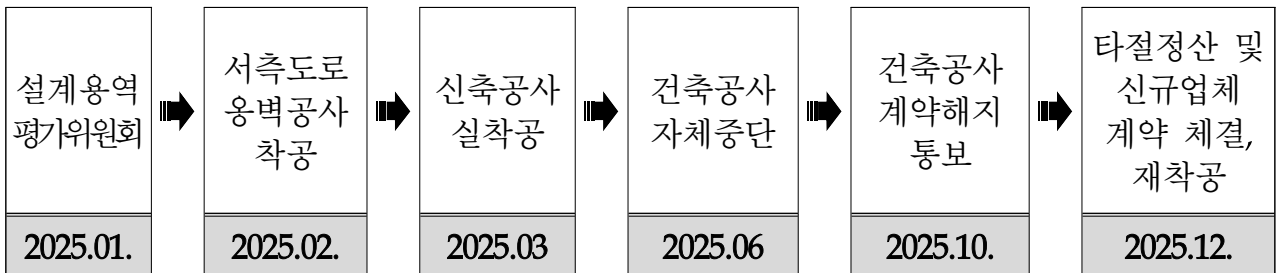 설계용역
평가위원회
2025.01.
서측도로
옹벽공사
착공
2025.02.
신축공사
실착공
2025.03
건축공사
자체중단
2025.06
건축공사
계약해지
통보
2025.10.
타절정산 및
신규업체
계약 체결,
재착공
2025.12.